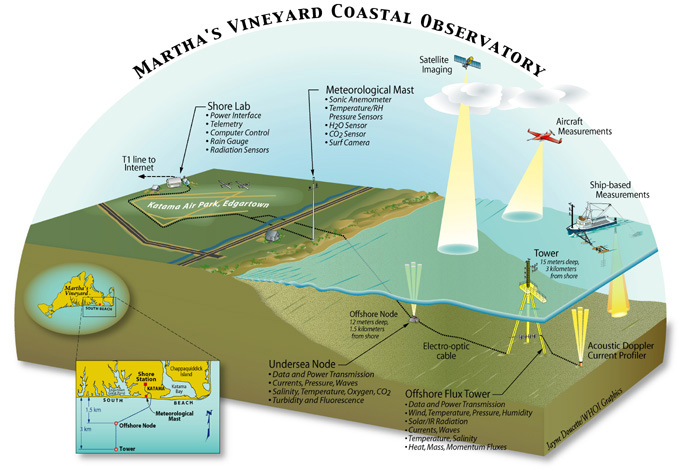 MARTHA'S VINEYARD COASTAL OBSERVATORY
Satellite
Imaging
Shore Lab
• Power Interface
• Telemetry
• Computer Control
• Rain Gauge
• Radiation Sensors
Meteorological Mast
• Sonic Anemometer
• Temperature/RH
Pressure Sensors
• H2O Sensor
• CO2 Sensor
• Surf Camera
Aircraft
Measurements
T1 line to
Internet
Ship-based
Measurements
Katama Air Park, Edgartown
Tower
15 meters deep,
3 kilometers
from shore
Martha's
Vineyard
SOUTH BEACH
Offshore Node
12 meters deep,
1.5 kilometers
from shore
Electro-optic
cable
Acoustic Doppler
Current Profiler
Undersea Node
• Data and Power Transmission
• Currents, Pressure, Waves
• Salinity, Temperature, Oxygen, CO2
• Turbidity and Fluorescence
Offshore Flux Tower
• Data and Power Transmission
• Wind, Temperature, Pressure, Humidity
• Solar/IR Radiation
• Currents, Waves
• Temperature, Salinity
• Heat, Mass, Momentum Fluxes
Shore
Station
Chappaquiddick
Island
KATAMA
Katama
Bay
SOUTH BEACH
Meteorological
Mast
1.5 km
Offshore Node
3 km
Tower
Jayne Doucette/WHOI Graphics